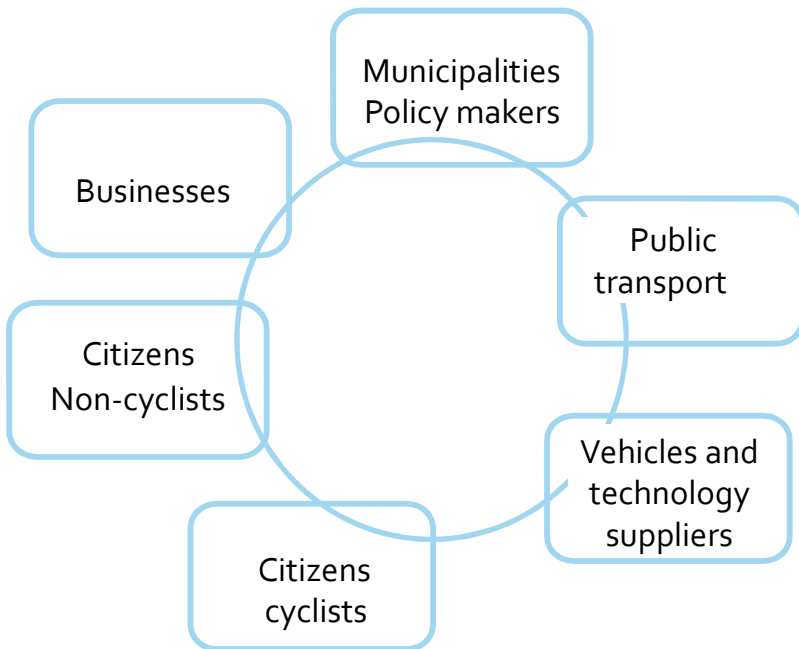 Municipalities
Policy makers
Businesses
Public
transport
Citizens
Non-cyclists
Vehicles and
technology
suppliers
Citizens
cyclists